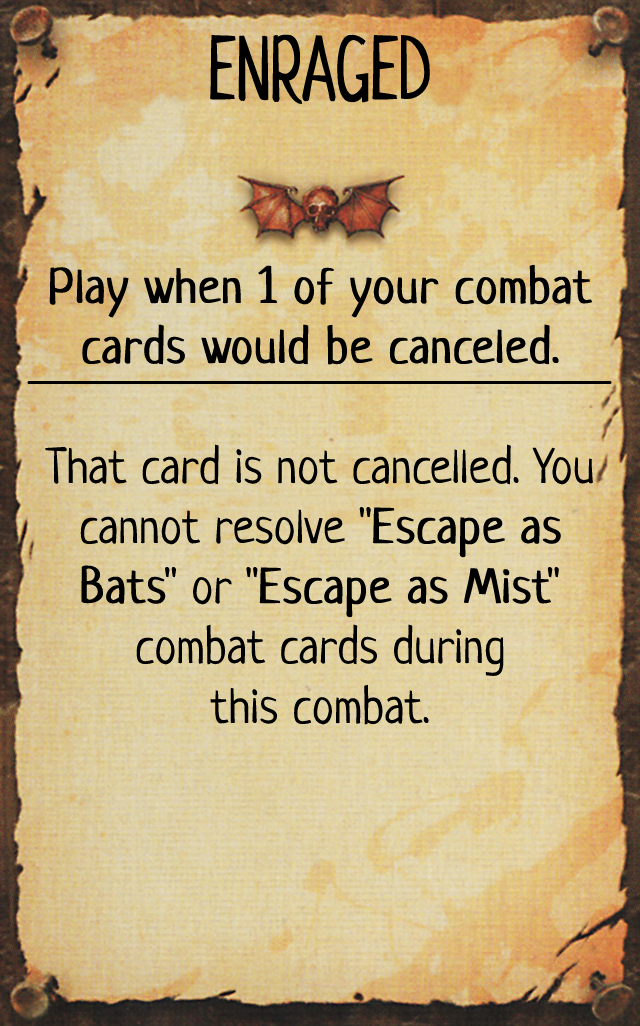 ENRAGED
Play when 1 of your combat
cards would be canceled.
That card is not cancelled. You
cannot resolve "Escape as
Bats" or "Escape as Mist"
combat cards during
this combat.